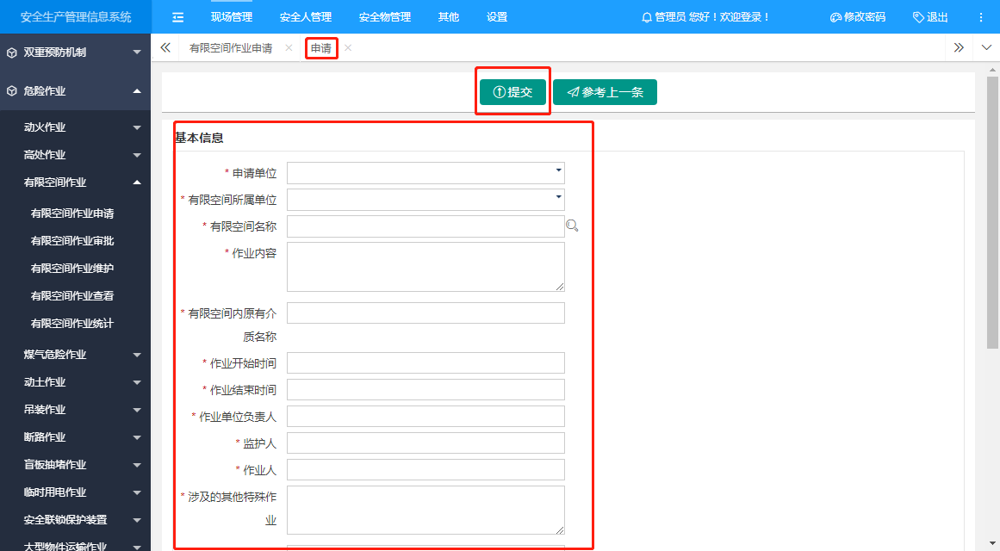 安全生产管理信息系统
现场管理 安全人管理 安全物管理 其他 设置 管理员 您好！欢迎登录！ 修改密码 退出
双重预防机制
危险作业
动火作业
高处作业
有限空间作业
有限空间作业申请
有限空间作业审批
有限空间作业维护
有限空间作业查看
有限空间作业统计
煤气危险作业
动土作业
吊装作业
断路作业
盲板抽堵作业
临时用电作业
安全联锁保护装置
大型物件运输作业
有限空间作业申请 × 申请 ×
提交 参考上一条
基本信息
* 申请单位
* 有限空间所属单位
* 有限空间名称
* 作业内容
* 有限空间内原有介
质名称
* 作业开始时间
* 作业结束时间
* 作业单位负责人
* 监护人
* 作业人
* 涉及的其他特殊作
业